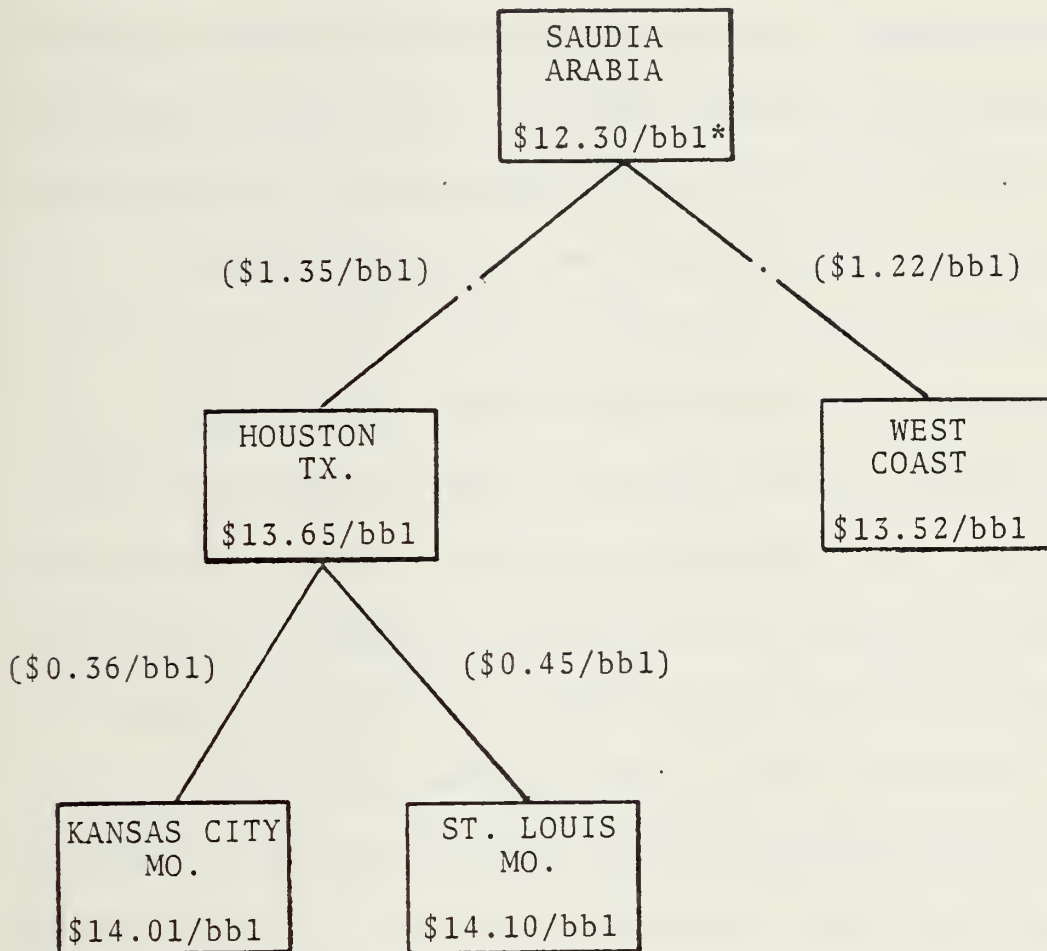 SAUDIA
ARABIA
$12.30/bbl*
($1.35/bbl)
($1.22/bbl)
HOUSTON
TX.
$13.65/bbl
WEST
COAST
$13.52/bbl
($0.36/bbl)
($0.45/bbl)
KANSAS CITY
MO.
$14.01/bbl
ST. LOUIS
MO.
$14.10/bbl